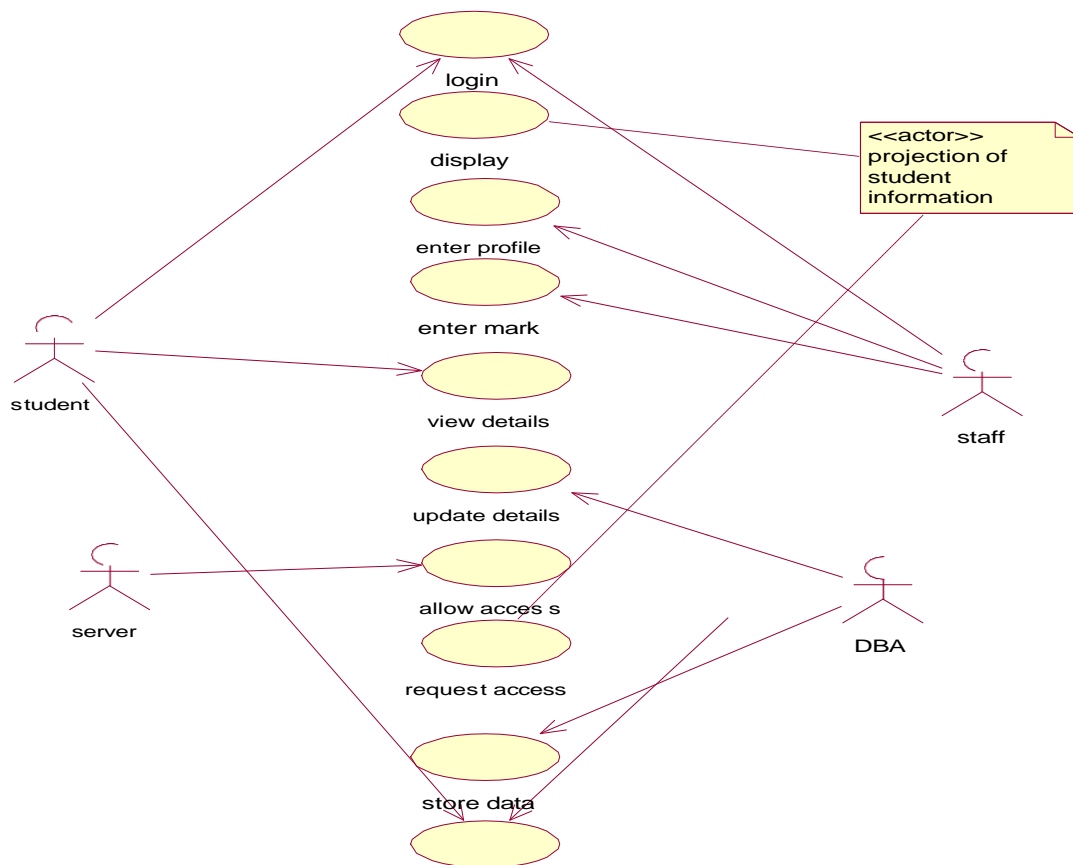 login
display
<<actor>>
projection of
student
information
enter profile
enter mark
student
view details
staff
update details
server
allow acces s
DBA
request access
store data